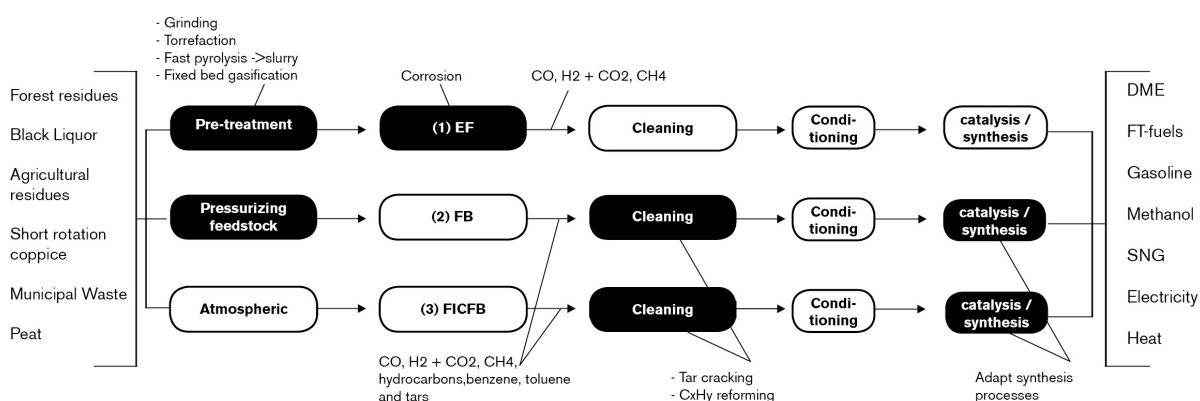 - Grinding
- Torrefaction
- Fast pyrolysis ->slurry
- Fixed bed gasification
Corrosion
CO, H2 + CO2, CH4
Forest residues
Black Liquor
Agricultural
residues
Short rotation
coppice
Municipal Waste
Peat
Pre-treatment
(1) EF
Cleaning
Condi-
tioning
catalysis /
synthesis
Pressurizing
feedstock
(2) FB
Cleaning
Condi-
tioning
catalysis /
synthesis
Atmospheric
(3) FICFB
Cleaning
Condi-
tioning
catalysis /
synthesis
DME
FT-fuels
Gasoline
Methanol
SNG
Electricity
Heat
CO, H2 + CO2, CH4,
hydrocarbons,benzene, toluene
and tars
- Tar cracking
- CxHy reforming
Adapt synthesis
processes